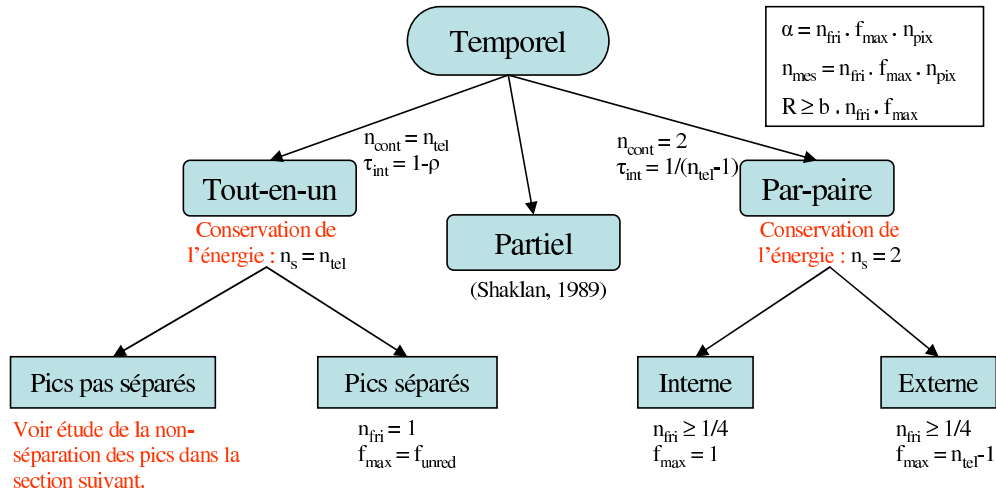 Temporel
α = n_fri . f_max . n_pix
n_mes = n_fri . f_max . n_pix
R ≥ b . n_fri . f_max
n_cont = n_tel
τ_int = 1-ρ
n_cont = 2
τ_int = 1/(n_tel-1)
Tout-en-un
Partiel
Par-paire
Conservation de
l'énergie : n_s = n_tel
(Shaklan, 1989)
Conservation de
l'énergie : n_s = 2
Pics pas séparés
Pics séparés
Interne
Externe
Voir étude de la non-
séparation des pics dans la
section suivant.
n_fri = 1
f_max = f_unred
n_fri ≥ 1/4
f_max = 1
n_fri ≥ 1/4
f_max = n_tel-1